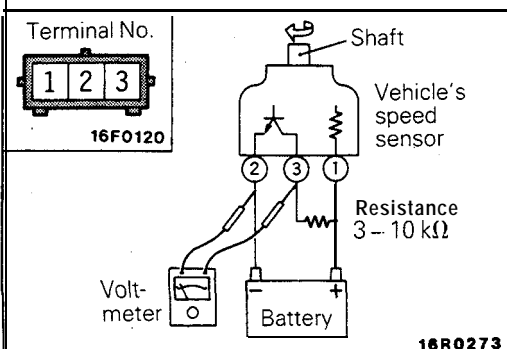 Terminal No.
1 2 3
16F0120
Shaft
Vehicle's
speed
sensor
2 3 1
Resistance
3 – 10 kΩ
Volt-
meter
– +
Battery
16R0273